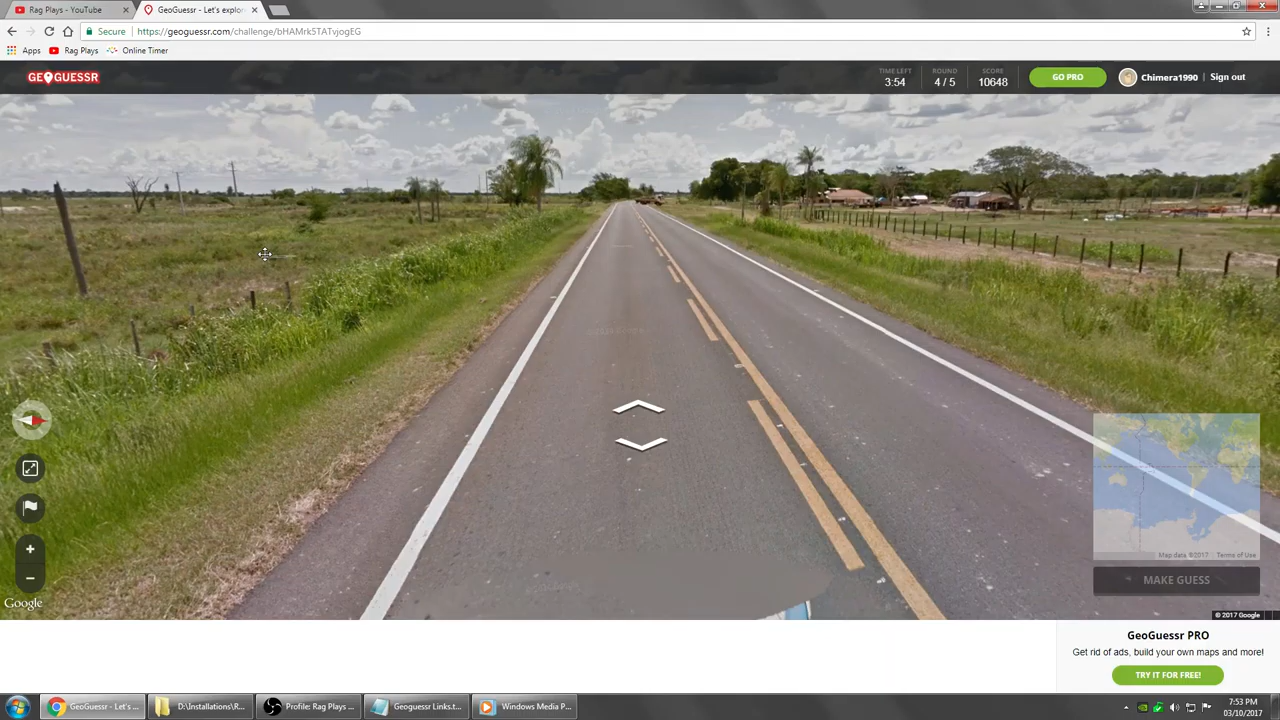 Rag Plays - YouTube
GeoGuessr - Let's explor
Secure
https://geoguessr.com/challenge/bHAMrk5TATvjogEG
Apps
Rag Plays
Online Timer
GEOGUESSR
TIME LEFT
3:54
ROUND
4 / 5
SCORE
10648
GO PRO
Chimera1990
Sign out
Map data ©2017
Terms of Use
MAKE GUESS
Google
© 2017 Google
GeoGuessr PRO
Get rid of ads, build your own maps and more!
TRY IT FOR FREE!
GeoGuessr - Let's ...
D:\Installations\R...
Profile: Rag Plays ...
Geoguessr Links.t...
Windows Media P...
7:53 PM
03/10/2017